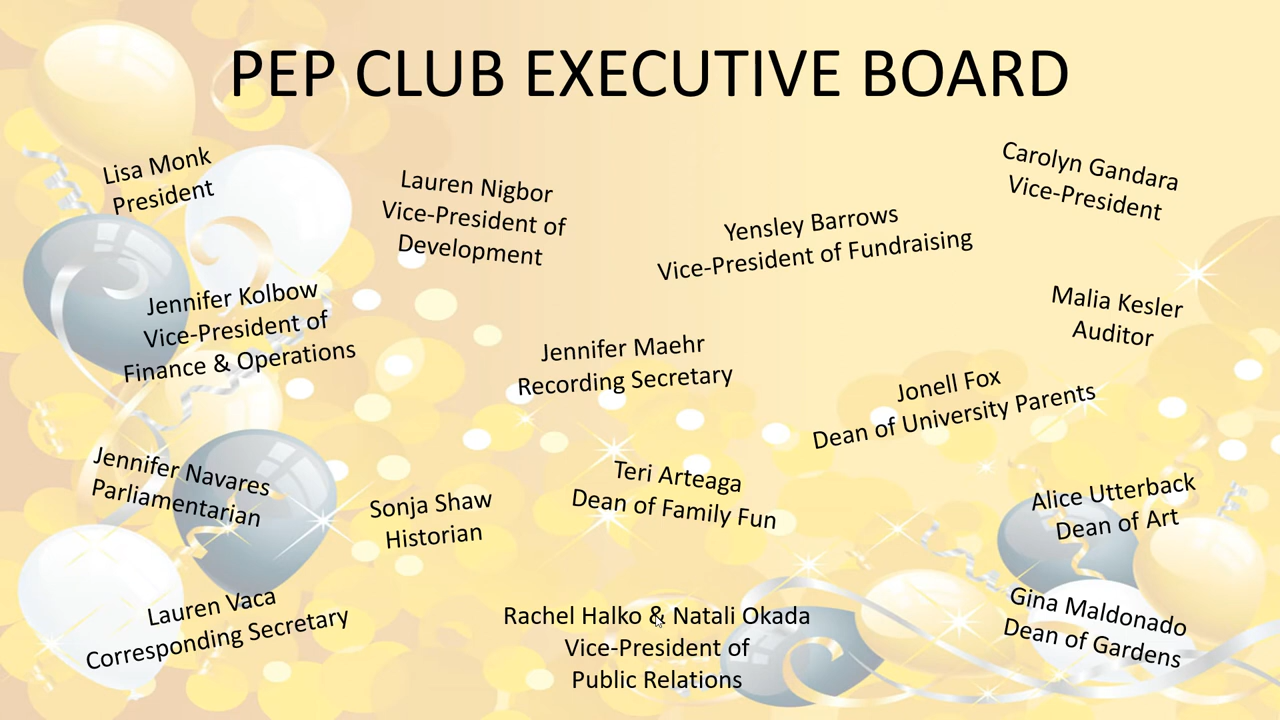 PEP CLUB EXECUTIVE BOARD
Lisa Monk
President
Lauren Nigbor
Vice-President of
Development
Yensley Barrows
Vice-President of Fundraising
Carolyn Gandara
Vice-President
Jennifer Kolbow
Vice-President of
Finance & Operations
Jennifer Maehr
Recording Secretary
Malia Kesler
Auditor
Jonell Fox
Dean of University Parents
Jennifer Navares
Parliamentarian
Sonja Shaw
Historian
Teri Arteaga
Dean of Family Fun
Alice Utterback
Dean of Art
Lauren Vaca
Corresponding Secretary
Rachel Halko & Natali Okada
Vice-President of
Public Relations
Gina Maldonado
Dean of Gardens